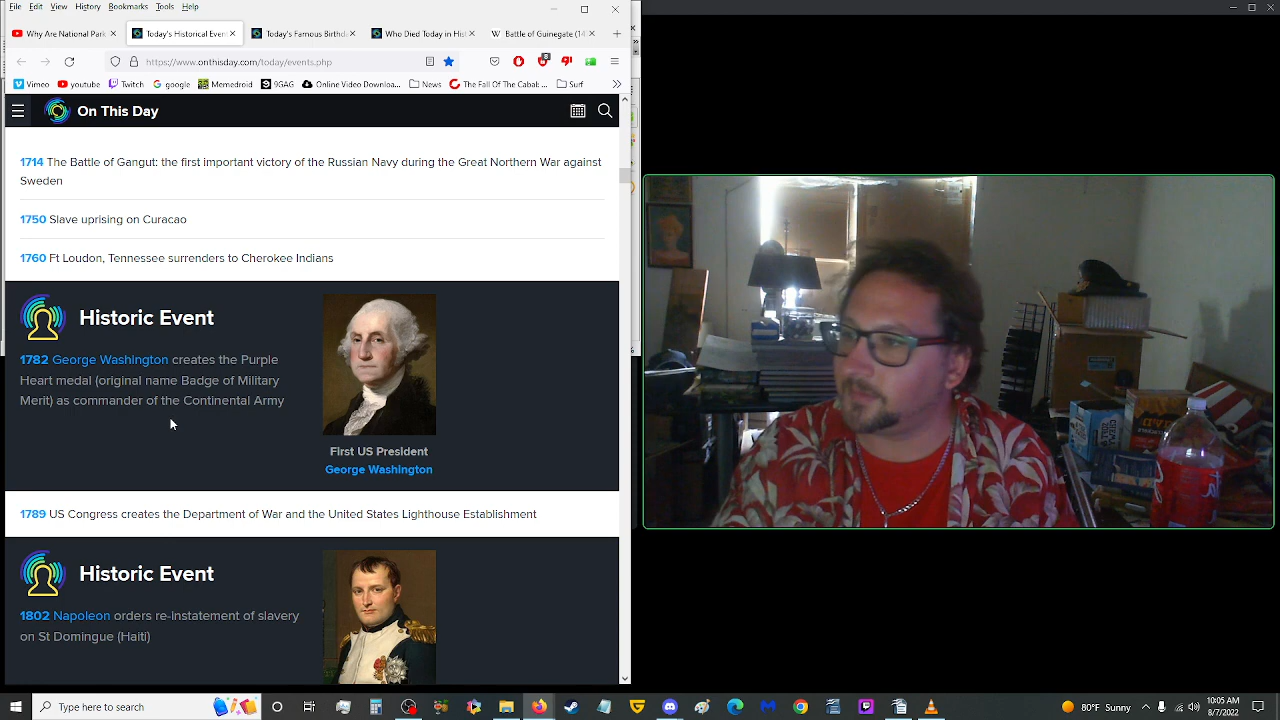 File Edit View History Bookmarks Tools Help
Why Are National Park
Today's Historical Even
Today's Famous Birthda
Who Died Today in Hist
W Battle of Guinegate (14
https://www.onthisday.com/today/events.php
Vimeo youtube Twitch google Metmedroid 9GAG Online Video Downloa... News The Fall Of The Cabal ... Surf
On This Day
1714 The Battle of Gangut: the first important victory of the Russian Navy during the Great Northern War against
Sweden
1750 Slave uprising on Curacao
1760 Ft Loudon, Tennessee surrenders to Cherokee Indians
Historic Event
1782 George Washington creates the Purple
Heart medal (original name Badge of Military
Merit) as commander of the Continental Army
First US President
George Washington
1789 US Congress creates the Department of War and the United States Lighthouse Establishment
Historic Event
1802 Napoleon orders re-instatement of slavery
on St Domingue (Haiti)
Type here to search
80°F Sunny
10:05 AM
8/7/2022